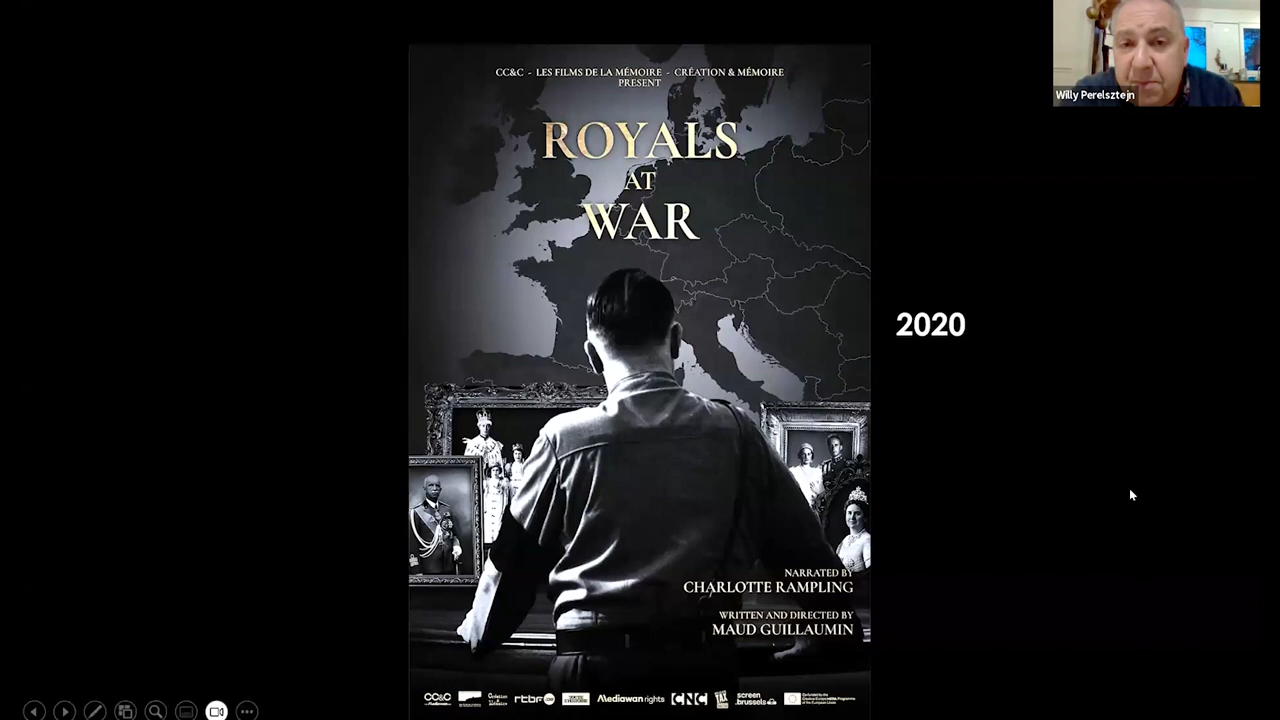 CC&C - LES FILMS DE LA MÉMOIRE - CRÉATION & MÉMOIRE
PRESENT
ROYALS
AT
WAR
2020
Willy Perelsztejn
NARRATED BY
CHARLOTTE RAMPLING
WRITTEN AND DIRECTED BY
MAUD GUILLAUMIN
CC&C
rtbf.be
Mediawan rights
CNC
screen
.brussels